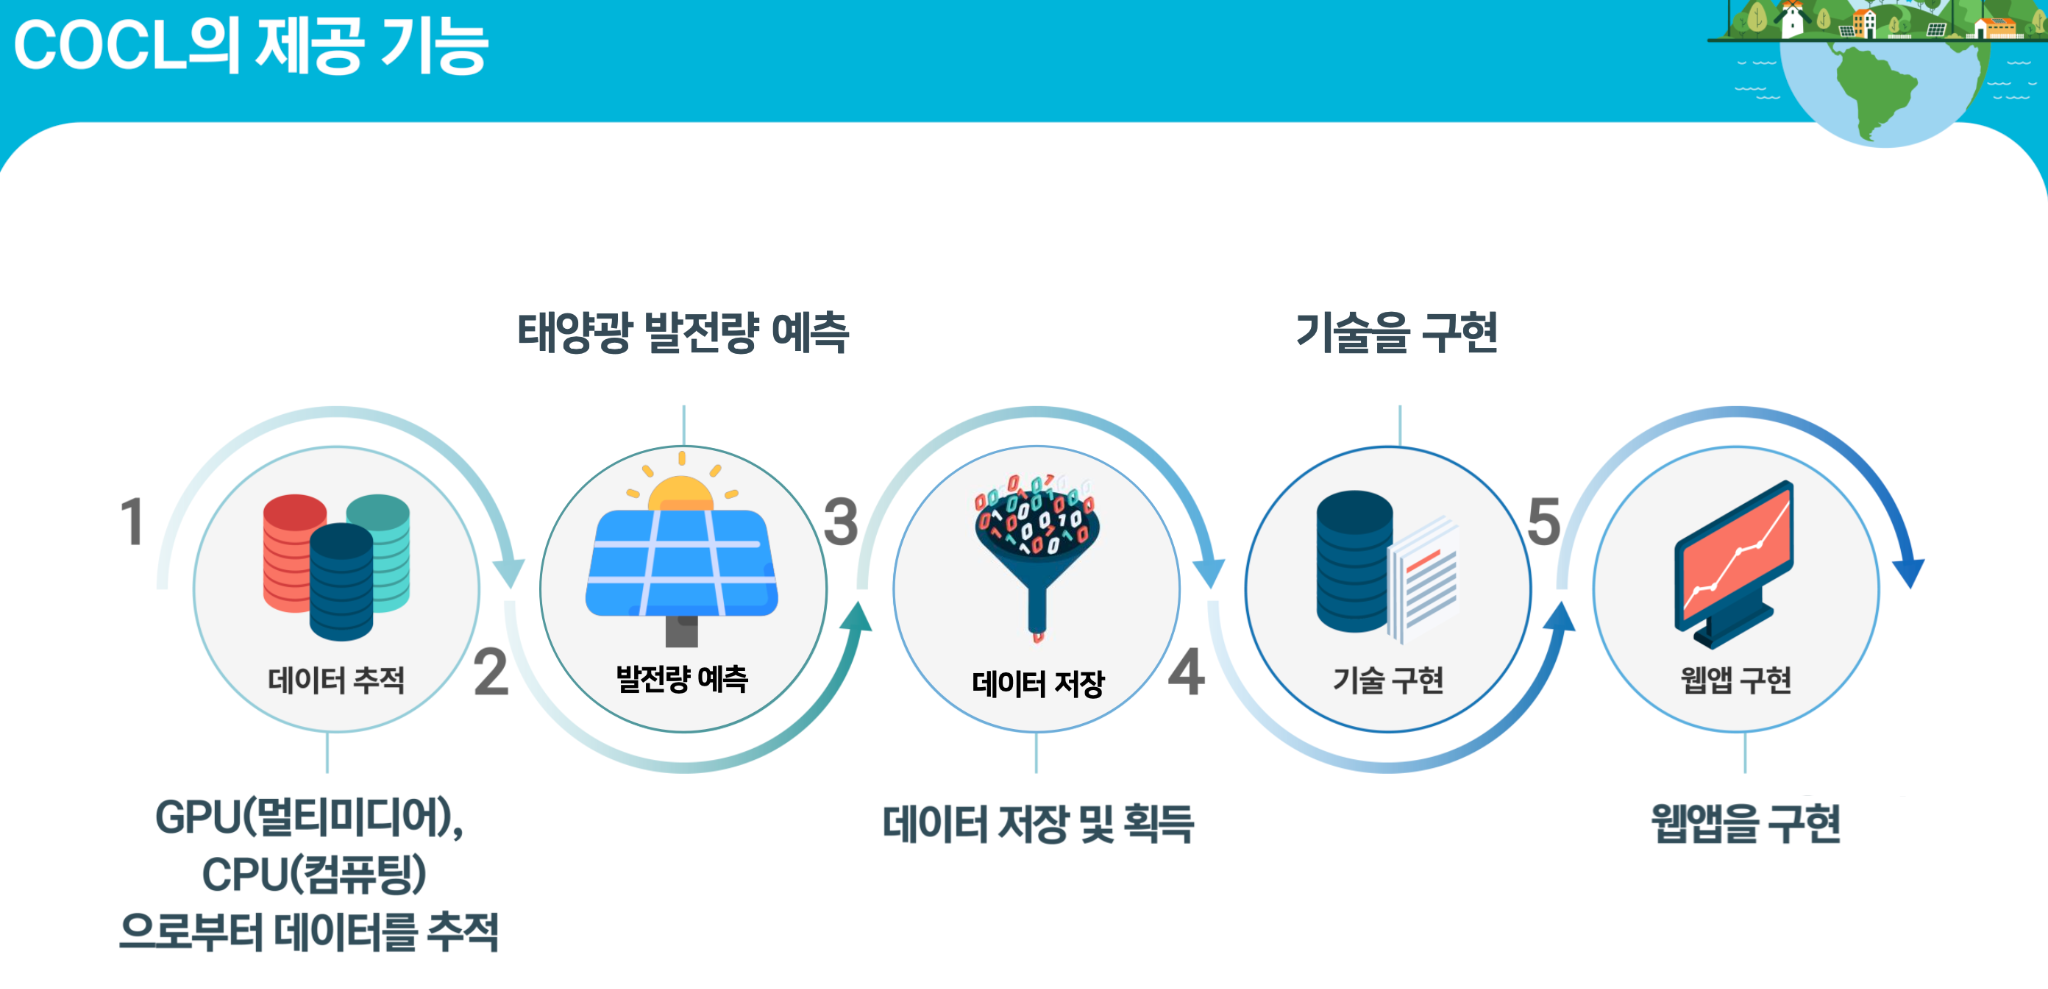 COCL의 제공 기능
태양광 발전량 예측
기술을 구현
1
데이터 추적
2
발전량 예측
3
데이터 저장
4
기술 구현
5
웹앱 구현
GPU(멀티미디어),
CPU(컴퓨팅)
으로부터 데이터를 추적
데이터 저장 및 획득
웹앱을 구현